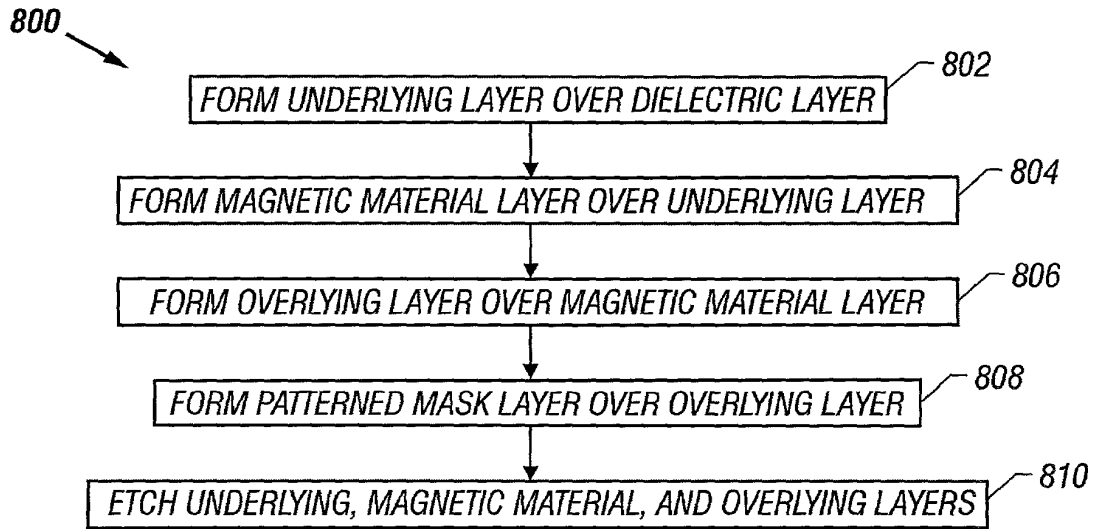 800
802
FORM UNDERLYING LAYER OVER DIELECTRIC LAYER
804
FORM MAGNETIC MATERIAL LAYER OVER UNDERLYING LAYER
806
FORM OVERLYING LAYER OVER MAGNETIC MATERIAL LAYER
808
FORM PATTERNED MASK LAYER OVER OVERLYING LAYER
810
ETCH UNDERLYING, MAGNETIC MATERIAL, AND OVERLYING LAYERS